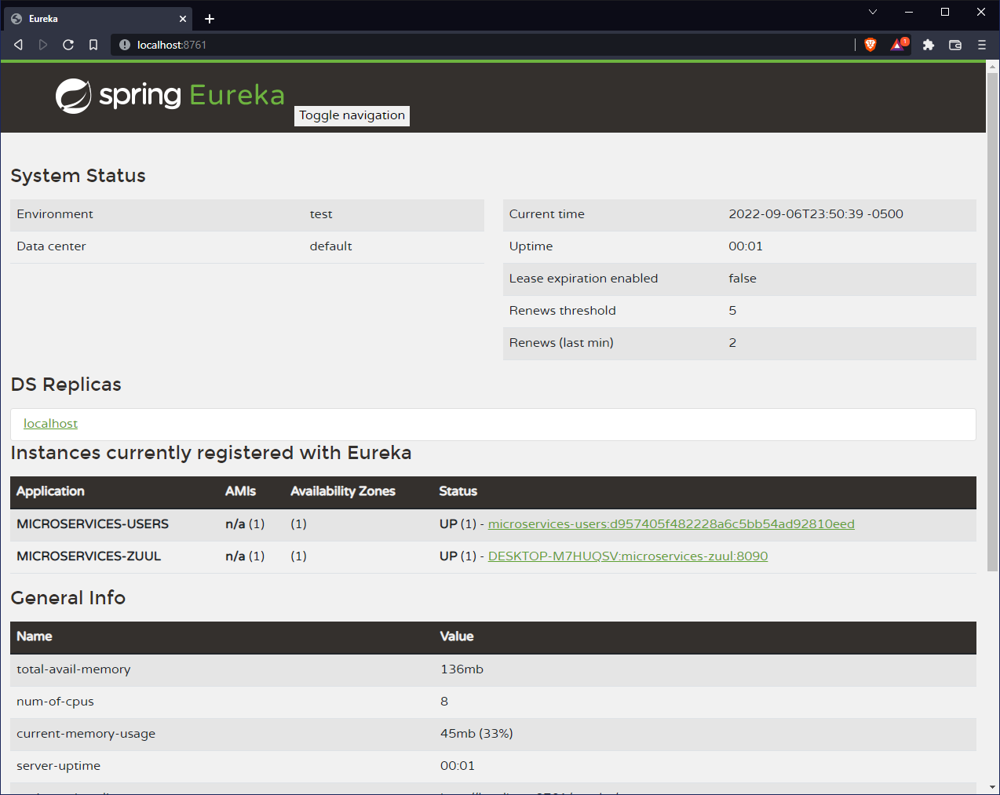 Eureka
localhost:8761
1
spring Eureka
Toggle navigation
System Status
Environment test
Data center default
Current time 2022-09-06T23:50:39 -0500
Uptime 00:01
Lease expiration enabled false
Renews threshold 5
Renews (last min) 2
DS Replicas
localhost
Instances currently registered with Eureka
Application AMIs Availability Zones Status
MICROSERVICES-USERS n/a (1) (1) UP (1) - microservices-users:d957405f482228a6c5bb54ad92810eed
MICROSERVICES-ZUUL n/a (1) (1) UP (1) - DESKTOP-M7HUQSV:microservices-zuul:8090
General Info
Name Value
total-avail-memory 136mb
num-of-cpus 8
current-memory-usage 45mb (33%)
server-uptime 00:01